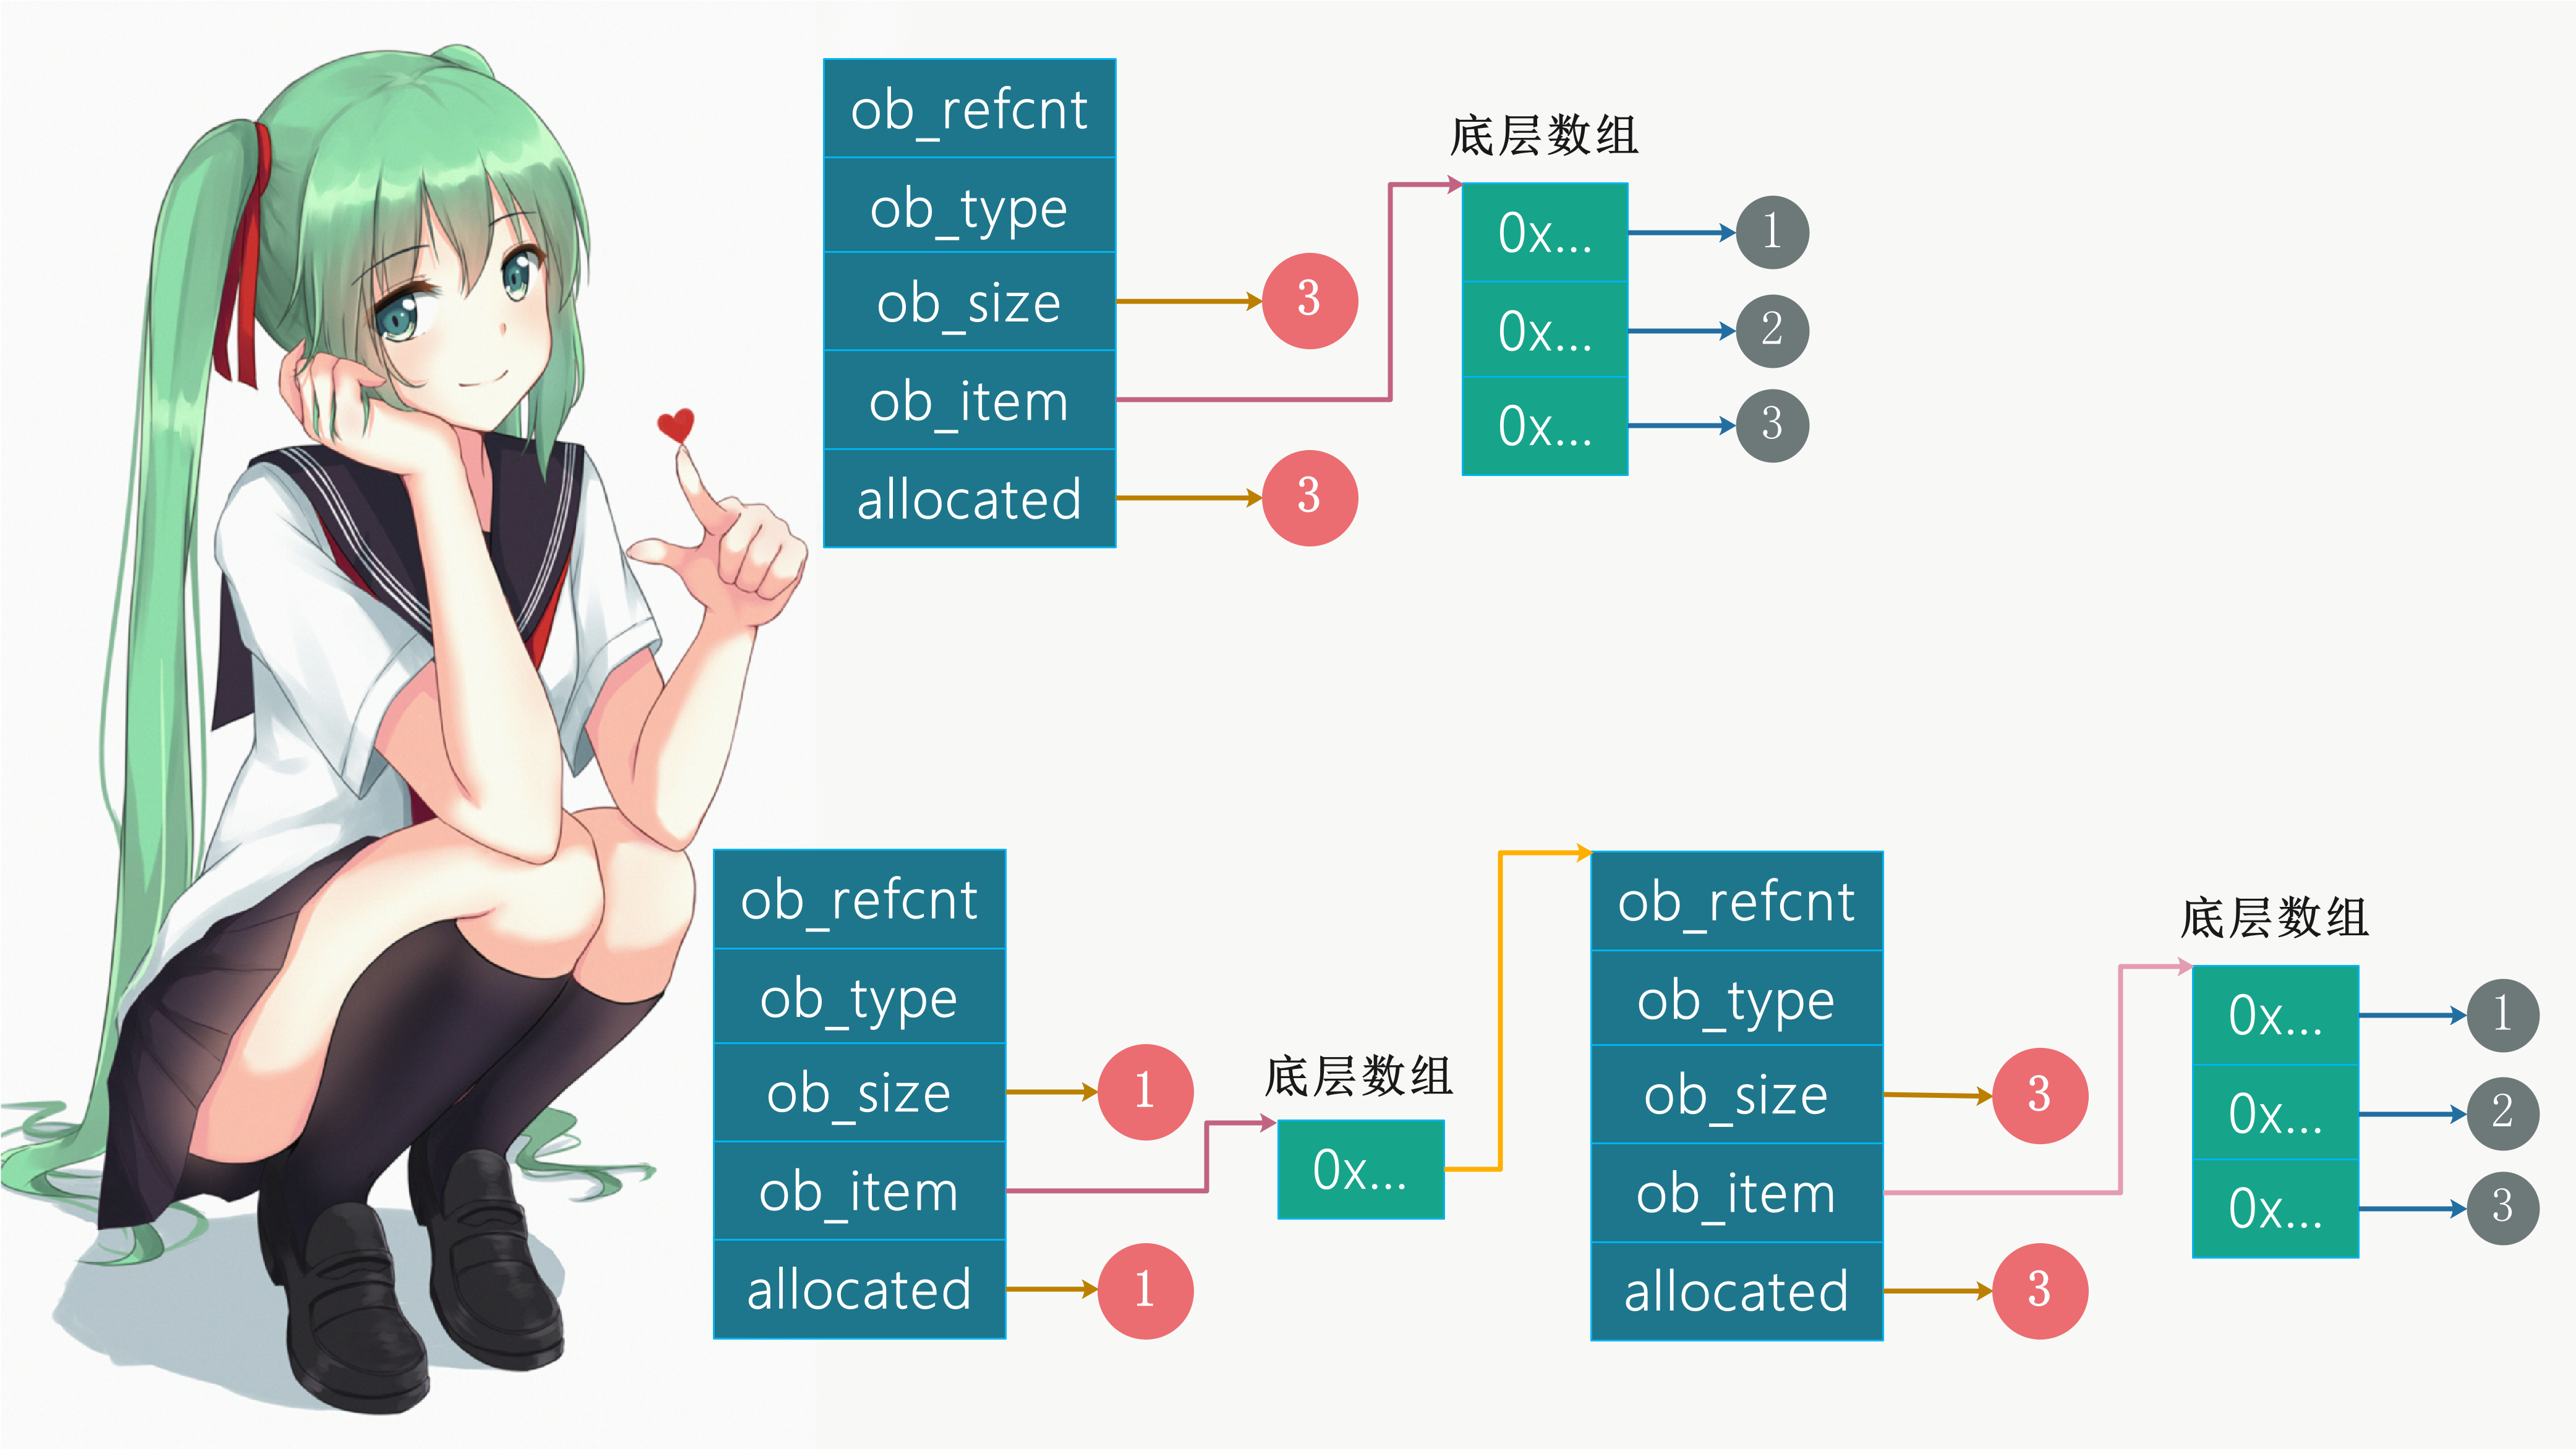 ob_refcnt
ob_type
ob_size
3
ob_item
allocated
3
底层数组
0x...
1
0x...
2
0x...
3
ob_refcnt
ob_type
ob_size
1
ob_item
allocated
1
底层数组
0x...
ob_refcnt
ob_type
ob_size
3
ob_item
allocated
3
底层数组
0x...
1
0x...
2
0x...
3